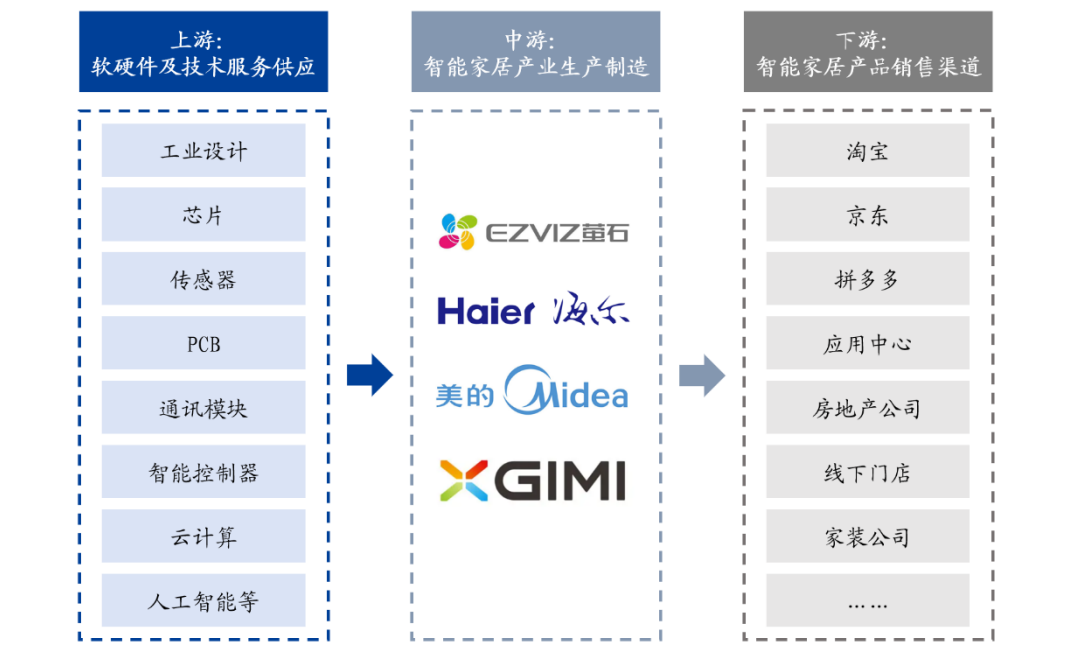 上游:
软硬件及技术服务供应
工业设计
芯片
传感器
PCB
通讯模块
智能控制器
云计算
人工智能等
中游:
智能家居产业生产制造
EZVIZ萤石
Haier 海尔
美的 Midea
XGIMI
下游:
智能家居产品销售渠道
淘宝
京东
拼多多
应用中心
房地产公司
线下门店
家装公司
……